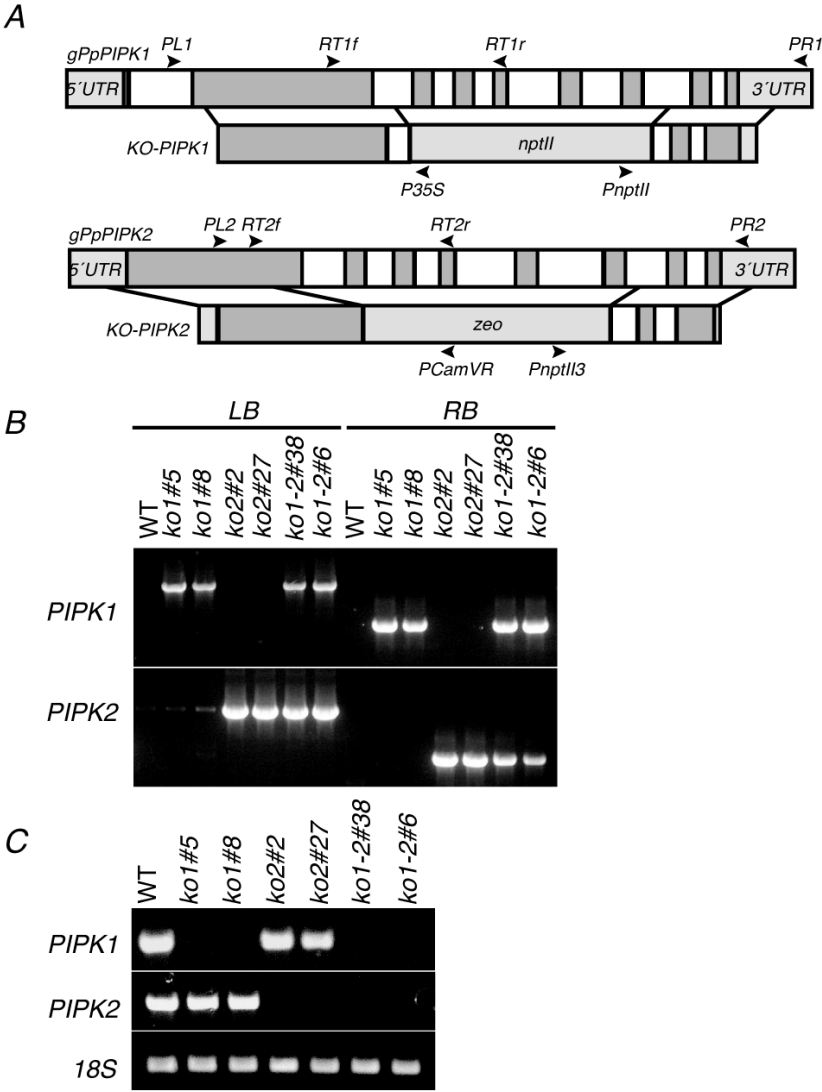 A
gPpPIPK1 PL1 RT1f RT1r PR1
5´UTR 3´UTR
KO-PIPK1 nptII
P35S PnptII
gPpPIPK2 PL2 RT2f RT2r PR2
5´UTR 3´UTR
KO-PIPK2 zeo
PCamVR PnptII3
B
LB RB
WT ko1#5 ko1#8 ko2#2 ko2#27 ko1-2#38 ko1-2#6 WT ko1#5 ko1#8 ko2#2 ko2#27 ko1-2#38 ko1-2#6
PIPK1
PIPK2
C
WT ko1#5 ko1#8 ko2#2 ko2#27 ko1-2#38 ko1-2#6
PIPK1
PIPK2
18S